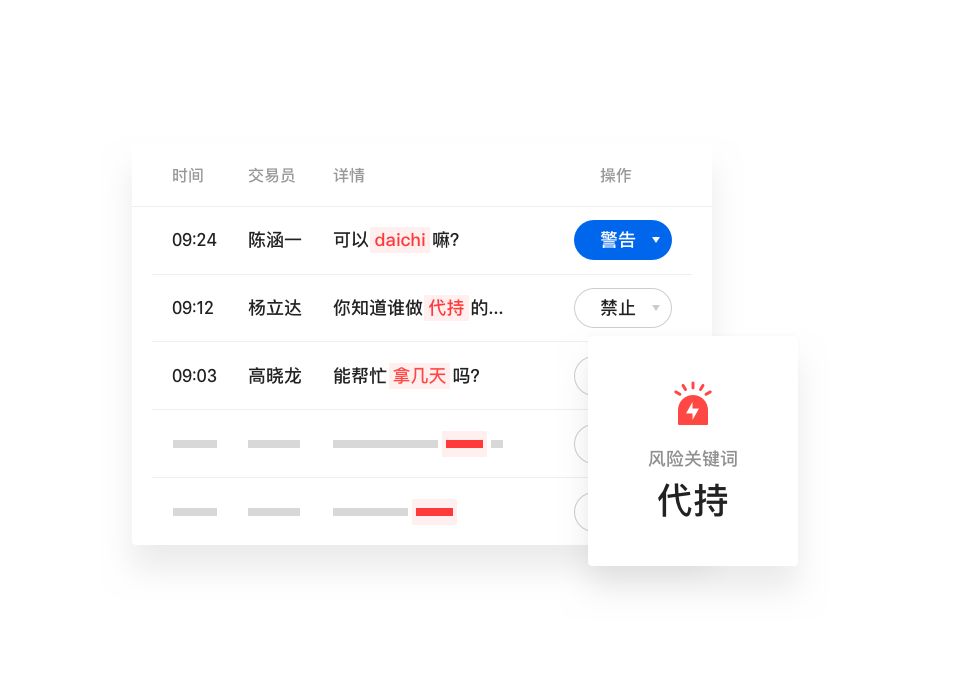 时间 交易员 详情 操作
09:24 陈涵一 可以 daichi 嘛? 警告
09:12 杨立达 你知道谁做 代持 的... 禁止
09:03 高晓龙 能帮忙 拿几天 吗?
风险关键词
代持